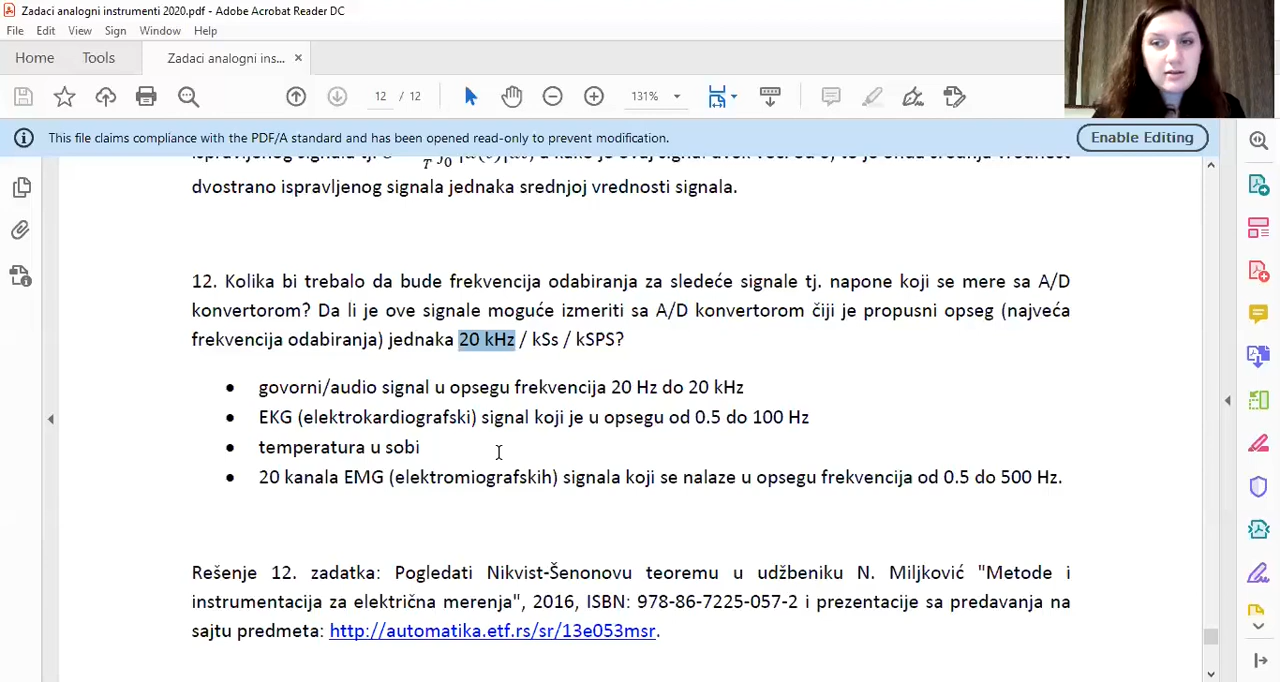 Zadaci analogni instrumenti 2020.pdf - Adobe Acrobat Reader DC
File Edit View Sign Window Help
Home Tools Zadaci analogni ins... ×
12 / 12 131%
This file claims compliance with the PDF/A standard and has been opened read-only to prevent modification. Enable Editing
dvostrano ispravljenog signala jednaka srednjoj vrednosti signala.
12. Kolika bi trebalo da bude frekvencija odabiranja za sledeće signale tj. napone koji se mere sa A/D
konvertorom? Da li je ove signale moguće izmeriti sa A/D konvertorom čiji je propusni opseg (najveća
frekvencija odabiranja) jednaka 20 kHz / kSs / kSPS?
• govorni/audio signal u opsegu frekvencija 20 Hz do 20 kHz
• EKG (elektrokardiografski) signal koji je u opsegu od 0.5 do 100 Hz
• temperatura u sobi
• 20 kanala EMG (elektromiografskih) signala koji se nalaze u opsegu frekvencija od 0.5 do 500 Hz.
Rešenje 12. zadatka: Pogledati Nikvist-Šenonovu teoremu u udžbeniku N. Miljković "Metode i
instrumentacija za električna merenja", 2016, ISBN: 978-86-7225-057-2 i prezentacije sa predavanja na
sajtu predmeta: http://automatika.etf.rs/sr/13e053msr.